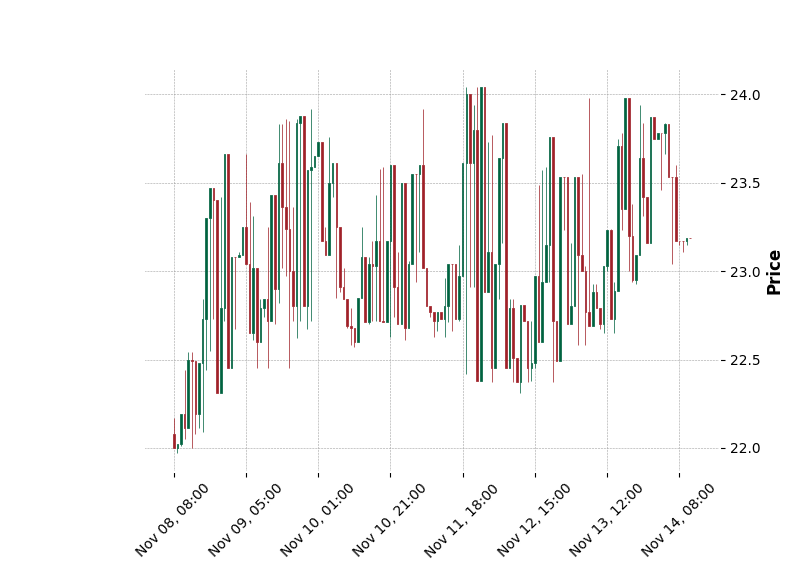 24.0
23.5
23.0
22.5
22.0
Price
Nov 08, 08:00
Nov 09, 05:00
Nov 10, 01:00
Nov 10, 21:00
Nov 11, 18:00
Nov 12, 15:00
Nov 13, 12:00
Nov 14, 08:00